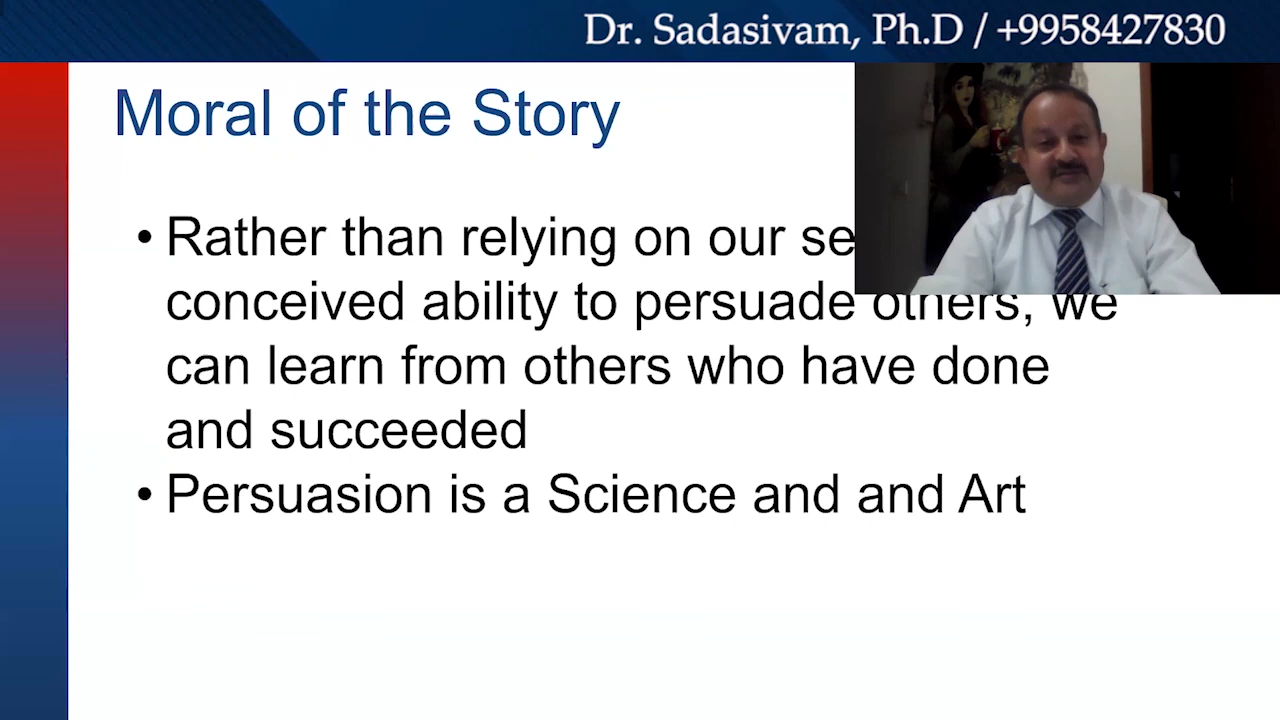 Dr. Sadasivam, Ph.D / +9958427830
Moral of the Story
• Rather than relying on our
conceived ability to persuade others, we
can learn from others who have done
and succeeded
• Persuasion is a Science and and Art